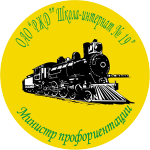 ОАО "РЖД" Школа-интернат № 19"
Министр профориентации